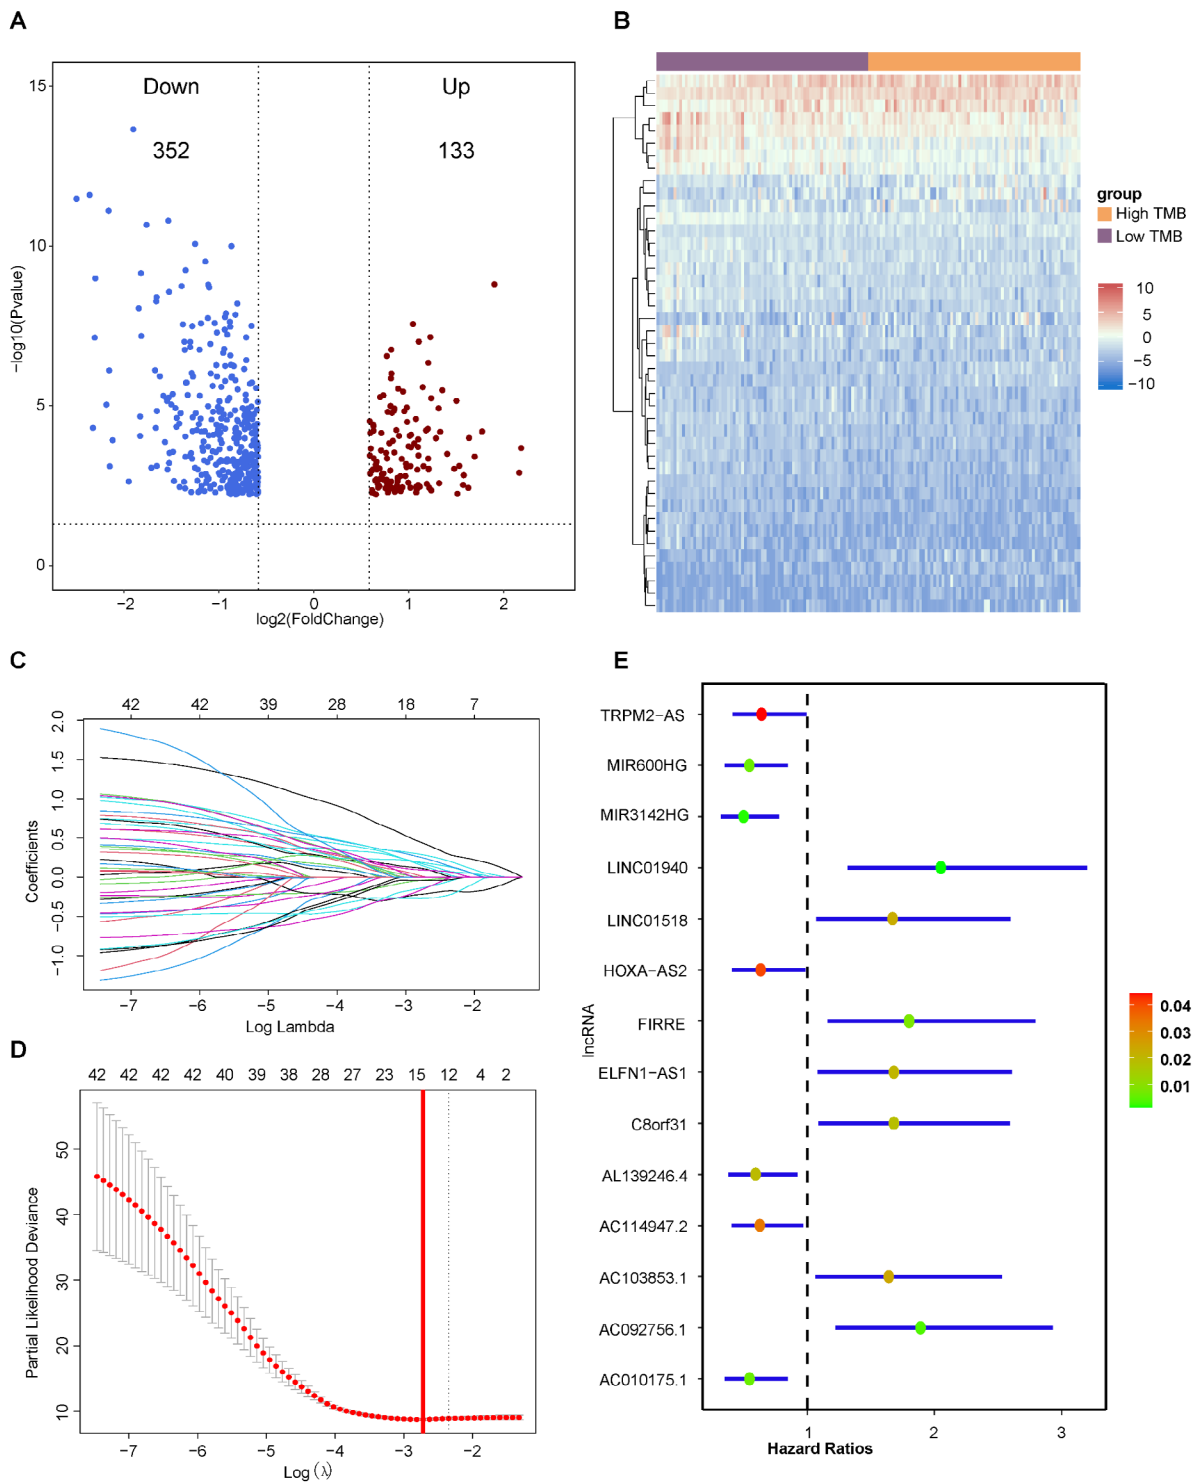 A
Down
Up
352
133
15
10
5
0
−log10(Pvalue)
−2
−1
0
1
2
log2(FoldChange)
B
group
High TMB
Low TMB
10
5
0
−5
−10
C
42
42
39
28
18
7
2.0
1.5
1.0
0.5
0.0
−0.5
−1.0
Coefficients
−7
−6
−5
−4
−3
−2
Log Lambda
D
42
42
42
42
40
39
38
28
27
23
15
12
4
2
50
40
30
20
10
Partial Likelihood Deviance
−7
−6
−5
−4
−3
−2
Log (λ)
E
TRPM2−AS
MIR600HG
MIR3142HG
LINC01940
LINC01518
HOXA−AS2
FIRRE
ELFN1−AS1
C8orf31
AL139246.4
AC114947.2
AC103853.1
AC092756.1
AC010175.1
lncRNA
1
2
3
Hazard Ratios
0.04
0.03
0.02
0.01